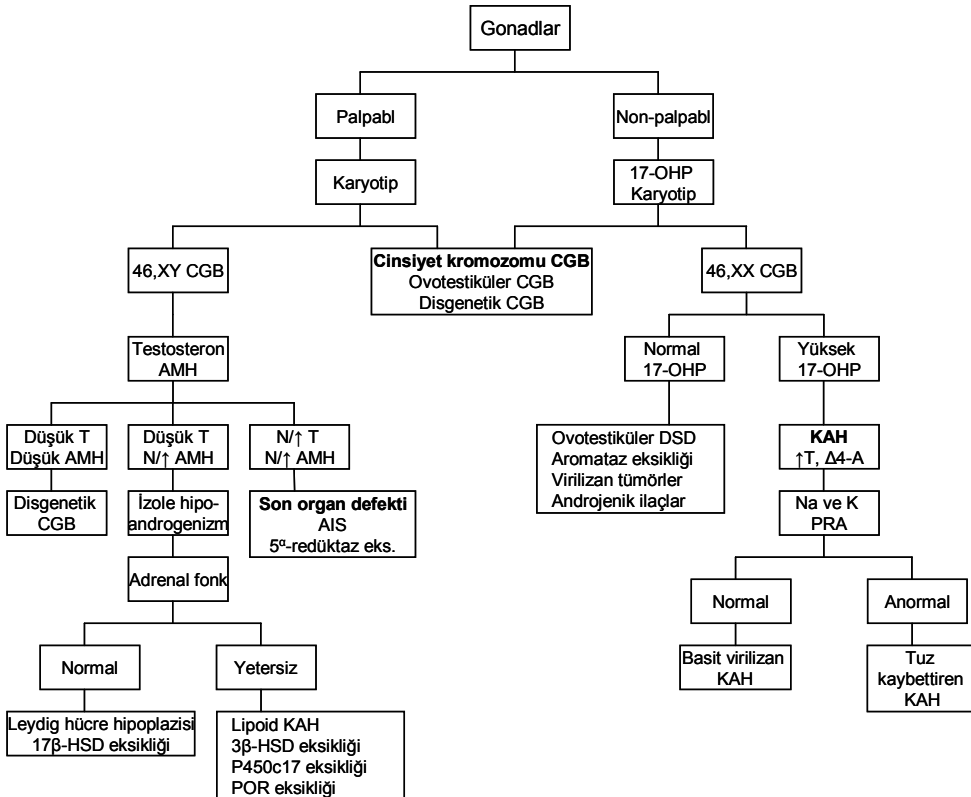 Gonadlar
Palpabl
Non-palpabl
Karyotip
17-OHP
Karyotip
46,XY CGB
Cinsiyet kromozomu CGB
Ovotestiküler CGB
Disgenetik CGB
46,XX CGB
Testosteron
AMH
Normal
17-OHP
Yüksek
17-OHP
Düşük T
Düşük AMH
Düşük T
N/↑ AMH
N/↑ T
N/↑ AMH
Ovotestiküler DSD
Aromataz eksikliği
Virilizan tümörler
Androjenik ilaçlar
KAH
↑T, Δ4-A
Disgenetik
CGB
İzole hipo-
androgenizm
Son organ defekti
AIS
5α-redüktaz eks.
Na ve K
PRA
Adrenal fonk
Normal
Anormal
Normal
Yetersiz
Basit virilizan
KAH
Tuz
kaybettiren
KAH
Leydig hücre hipoplazisi
17β-HSD eksikliği
Lipoid KAH
3β-HSD eksikliği
P450c17 eksikliği
POR eksikliği